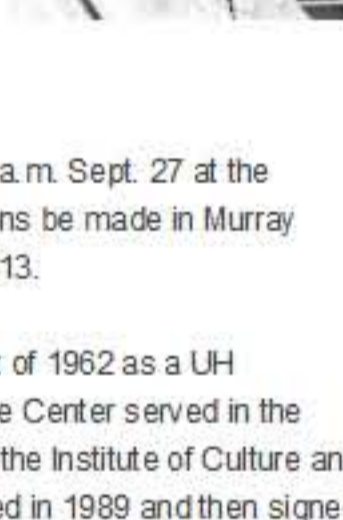 a.m. Sept. 27 at the
ns be made in Murray
13.
of 1962 as a UH
e Center served in the
the Institute of Culture an
ed in 1989 and then signe